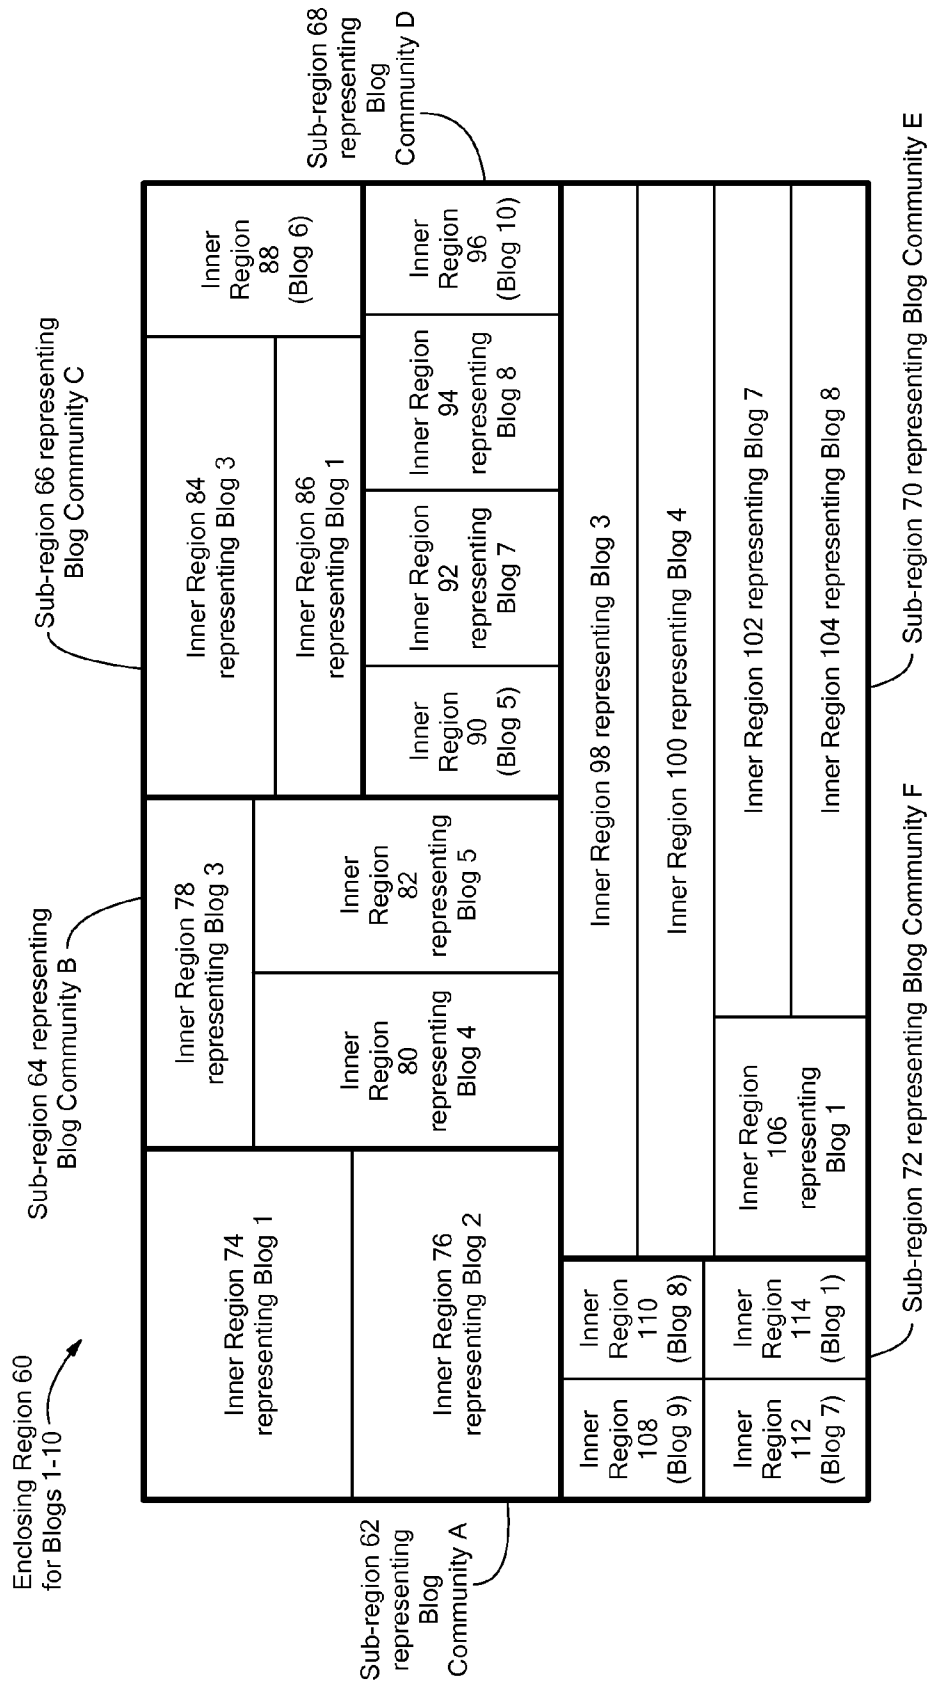 Enclosing Region 60
for Blogs 1-10
Sub-region 64 representing
Blog Community B
Sub-region 66 representing
Blog Community C
Sub-region 62
representing
Blog
Community A
Inner Region 74
representing Blog 1
Inner Region 76
representing Blog 2
Inner Region 78
representing Blog 3
Inner
Region
80
representing
Blog 4
Inner
Region
82
representing
Blog 5
Inner Region 84
representing Blog 3
Inner Region 86
representing Blog 1
Inner
Region
88
(Blog 6)
Inner
Region
90
(Blog 5)
Inner Region
92
representing
Blog 7
Inner Region
94
representing
Blog 8
Inner
Region
96
(Blog 10)
Sub-region 68
representing
Blog
Community D
Inner Region 98 representing Blog 3
Inner Region 100 representing Blog 4
Inner Region 102 representing Blog 7
Inner Region 104 representing Blog 8
Inner Region
106
representing
Blog 1
Inner
Region
108
(Blog 9)
Inner
Region
110
(Blog 8)
Inner
Region
112
(Blog 7)
Inner
Region
114
(Blog 1)
Sub-region 72 representing Blog Community F
Sub-region 70 representing Blog Community E